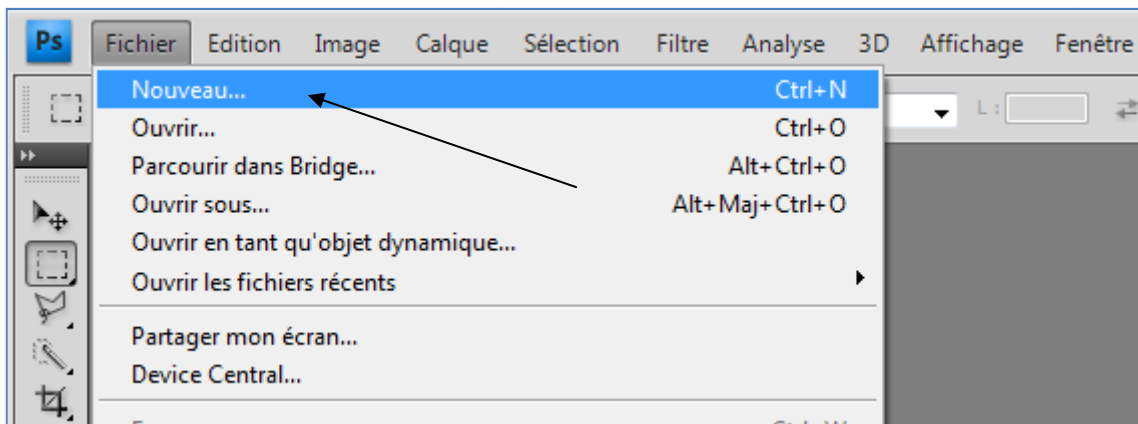 Ps Fichier Edition Image Calque Sélection Filtre Analyse 3D Affichage Fenêtre
Nouveau... Ctrl+N
L :
Ouvrir... Ctrl+O
Parcourir dans Bridge... Alt+Ctrl+O
Ouvrir sous... Alt+Maj+Ctrl+O
Ouvrir en tant qu'objet dynamique...
Ouvrir les fichiers récents
Partager mon écran...
Device Central...